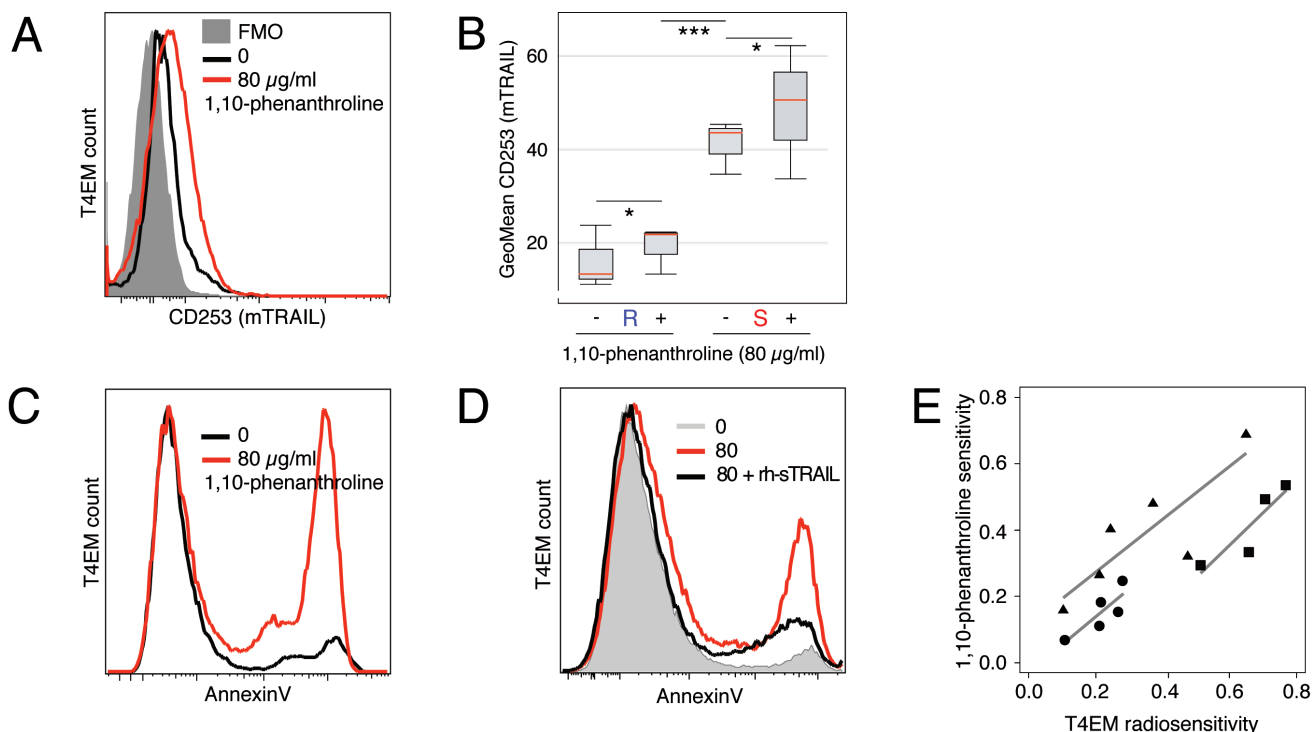 A
FMO
0
80 µg/ml
1,10-phenanthroline
T4EM count
CD253 (mTRAIL)
B
GeoMean CD253 (mTRAIL)
60
40
20
***
*
*
- R +
- S +
1,10-phenanthroline (80 µg/ml)
C
0
80 µg/ml
1,10-phenanthroline
T4EM count
AnnexinV
D
0
80
80 + rh-sTRAIL
T4EM count
AnnexinV
E
1,10-phenanthroline sensitivity
0.8
0.6
0.4
0.2
0.0
0.0 0.2 0.4 0.6 0.8
T4EM radiosensitivity